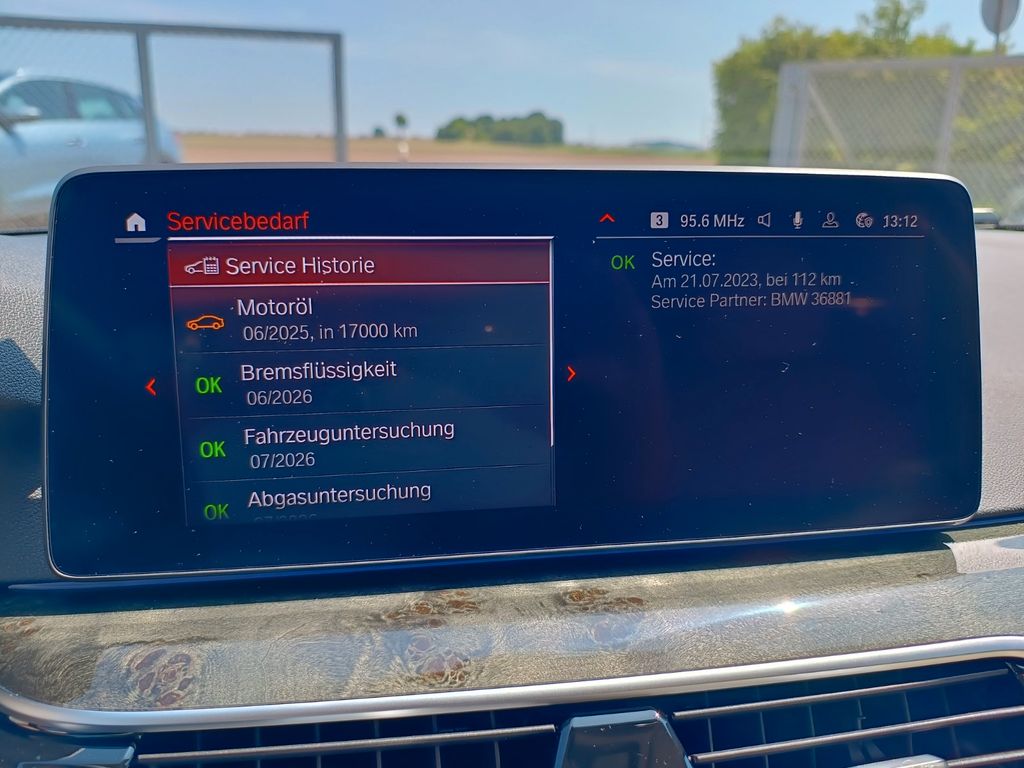 Servicebedarf
3 95.6 MHz 13:12
Service Historie
Motoröl
06/2025, in 17000 km
OK Bremsflüssigkeit
06/2026
OK Fahrzeuguntersuchung
07/2026
OK Abgasuntersuchung
OK Service:
Am 21.07.2023, bei 112 km
Service Partner: BMW 36881